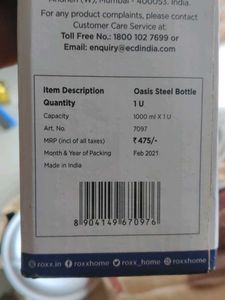 Andheri (W), Mumbai - 400053. India.
For any product complaints, please contact
Customer Care Service at:
Toll Free No.: 1800 102 7699 or
Email: enquiry@ecdindia.com
Item Description Oasis Steel Bottle
Quantity 1 U
Capacity 1000 ml X 1 U
Art. No. 7097
MRP (incl of all taxes) ₹ 475/-
Month & Year of Packing Feb 2021
Made in India
8 904149 670976
roxx.in roxxhome roxx_home roxxhome